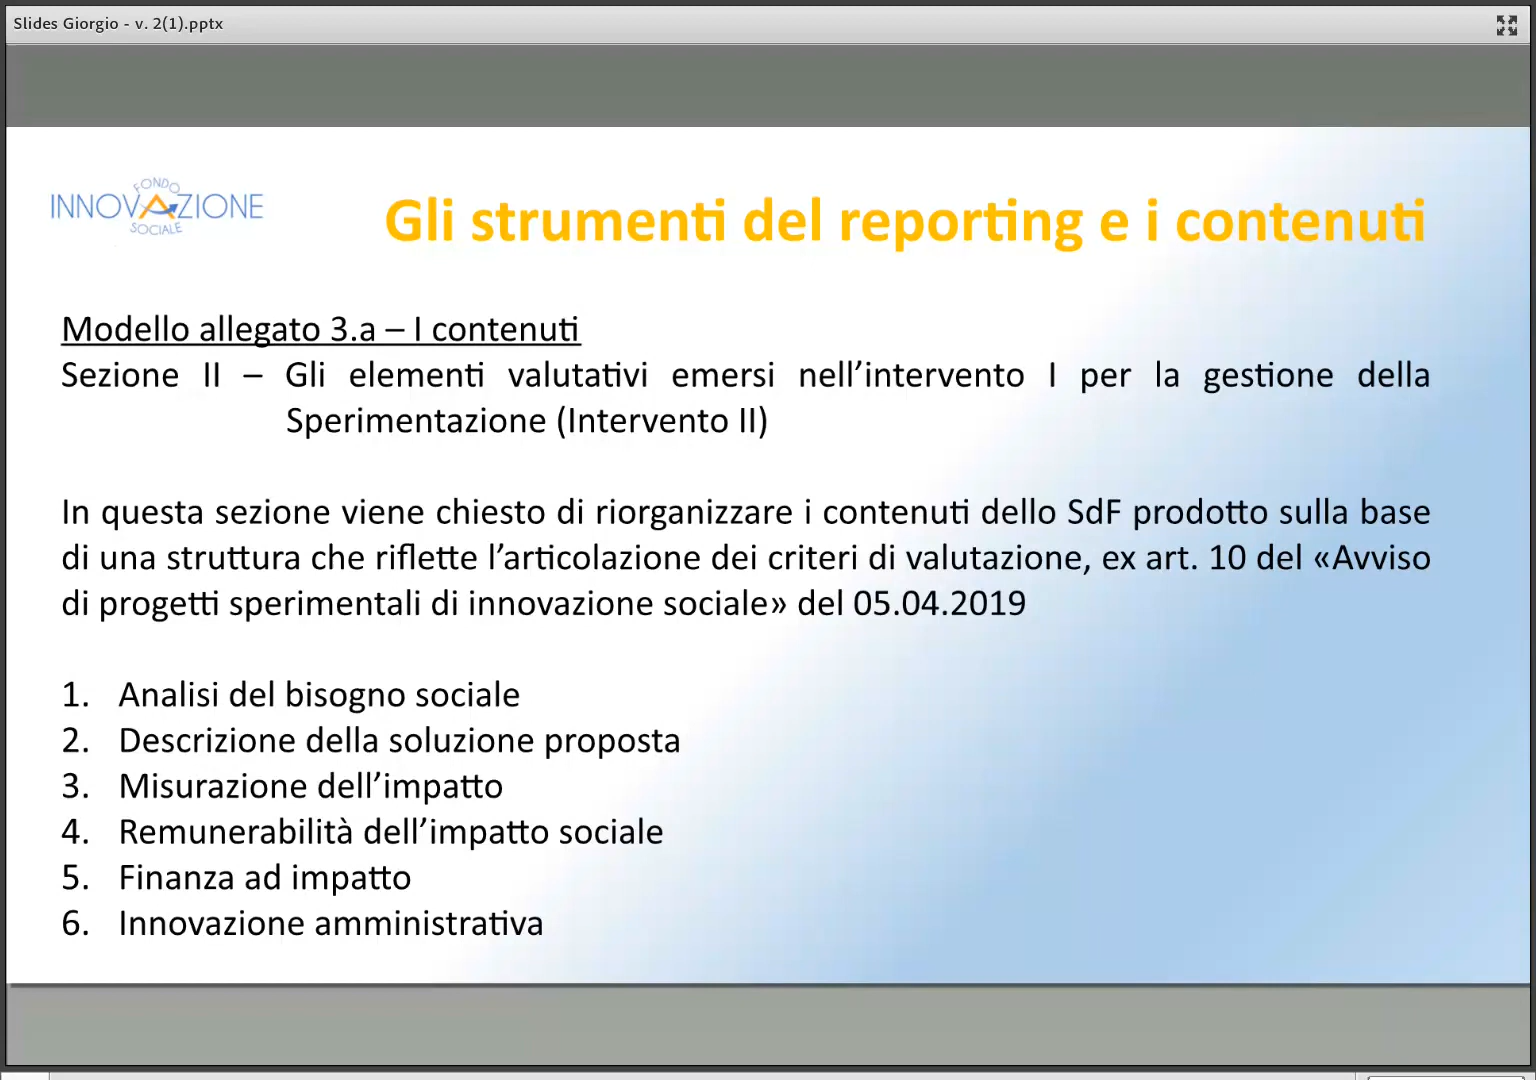 Slides Giorgio - v. 2(1).pptx
FONDO
INNOVAZIONE
SOCIALE
Gli strumenti del reporting e i contenuti
Modello allegato 3.a – I contenuti
Sezione II – Gli elementi valutativi emersi nell’intervento I per la gestione della
Sperimentazione (Intervento II)
In questa sezione viene chiesto di riorganizzare i contenuti dello SdF prodotto sulla base
di una struttura che riflette l’articolazione dei criteri di valutazione, ex art. 10 del «Avviso
di progetti sperimentali di innovazione sociale» del 05.04.2019
1. Analisi del bisogno sociale
2. Descrizione della soluzione proposta
3. Misurazione dell’impatto
4. Remunerabilità dell’impatto sociale
5. Finanza ad impatto
6. Innovazione amministrativa